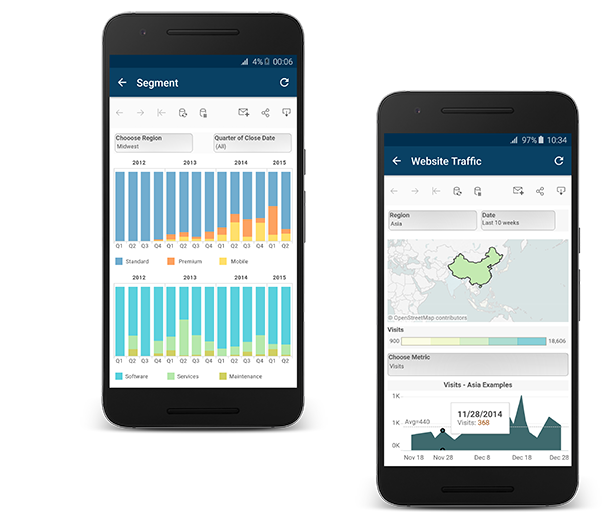 4% 00:06
Segment
Chooose Region
Midwest
Quarter of Close Date
(All)
2012 2013 2014 2015
Q1 Q2 Q3 Q4 Q1 Q2 Q3 Q4 Q1 Q2 Q3 Q4 Q1 Q2
Standard Premium Mobile
2012 2013 2014 2015
Q1 Q2 Q3 Q4 Q1 Q2 Q3 Q4 Q1 Q2 Q3 Q4 Q1 Q2
Software Services Maintenance
97% 10:34
Website Traffic
Region
Asia
Date
Last 10 weeks
© OpenStreetMap contributors
Visits
900 18,606
Choose Metric
Visits
Visits - Asia Examples
1K
1K
0K
Avg=440
11/28/2014
Visits: 368
Nov 18 Nov 28 Dec 8 Dec 18 Dec 28